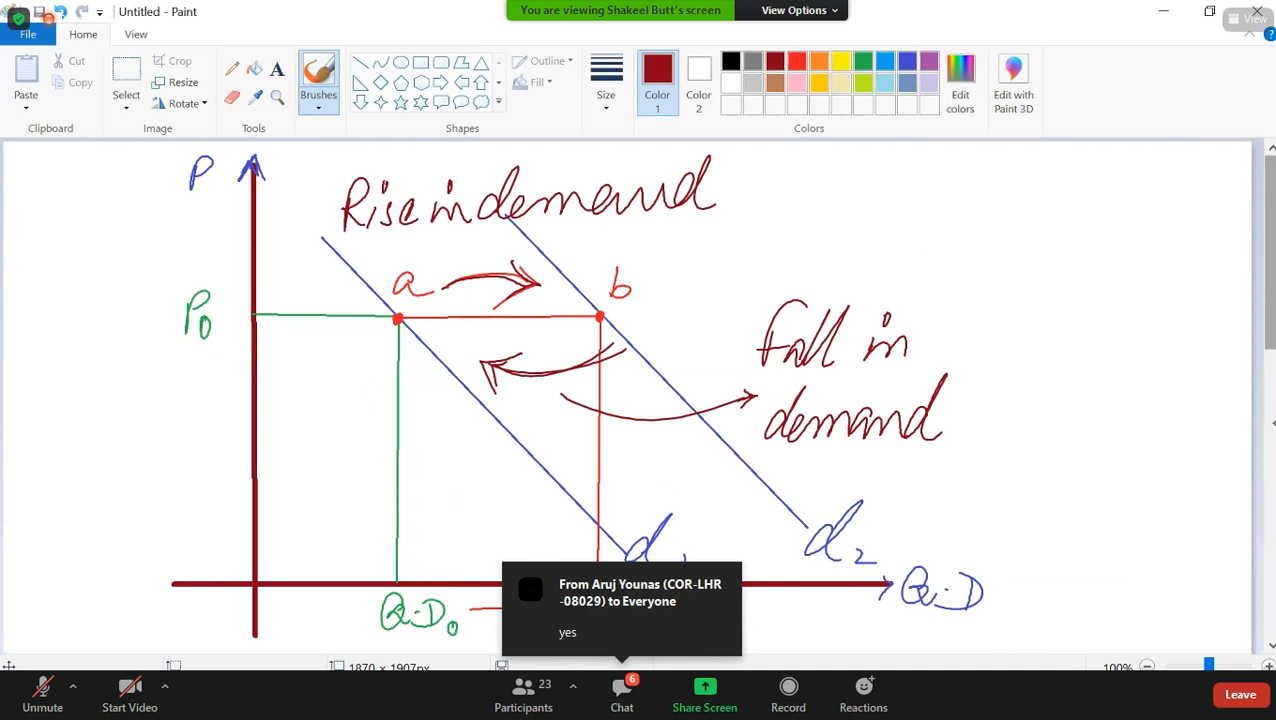 Untitled - Paint
You are viewing Shakeel Butt's screen
View Options
View
File
Home
View
Paste
Cut
Copy
Clipboard
Select
Crop
Resize
Rotate
Image
Tools
Brushes
Shapes
Outline
Fill
Size
Color 1
Color 2
Colors
Edit colors
Edit with Paint 3D
P
Rise in demand
a
b
P0
Fall in
demand
d1
d2
Q.D
Q.D0
From Aruj Younas (COR-LHR
-08029) to Everyone
yes
1870 × 1907px
100%
Unmute
Start Video
23
Participants
6
Chat
Share Screen
Record
Reactions
Leave